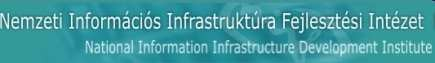 Nemzeti Információs Infrastruktúra Fejlesztési Intézet
National Information Infrastructure Development Institute